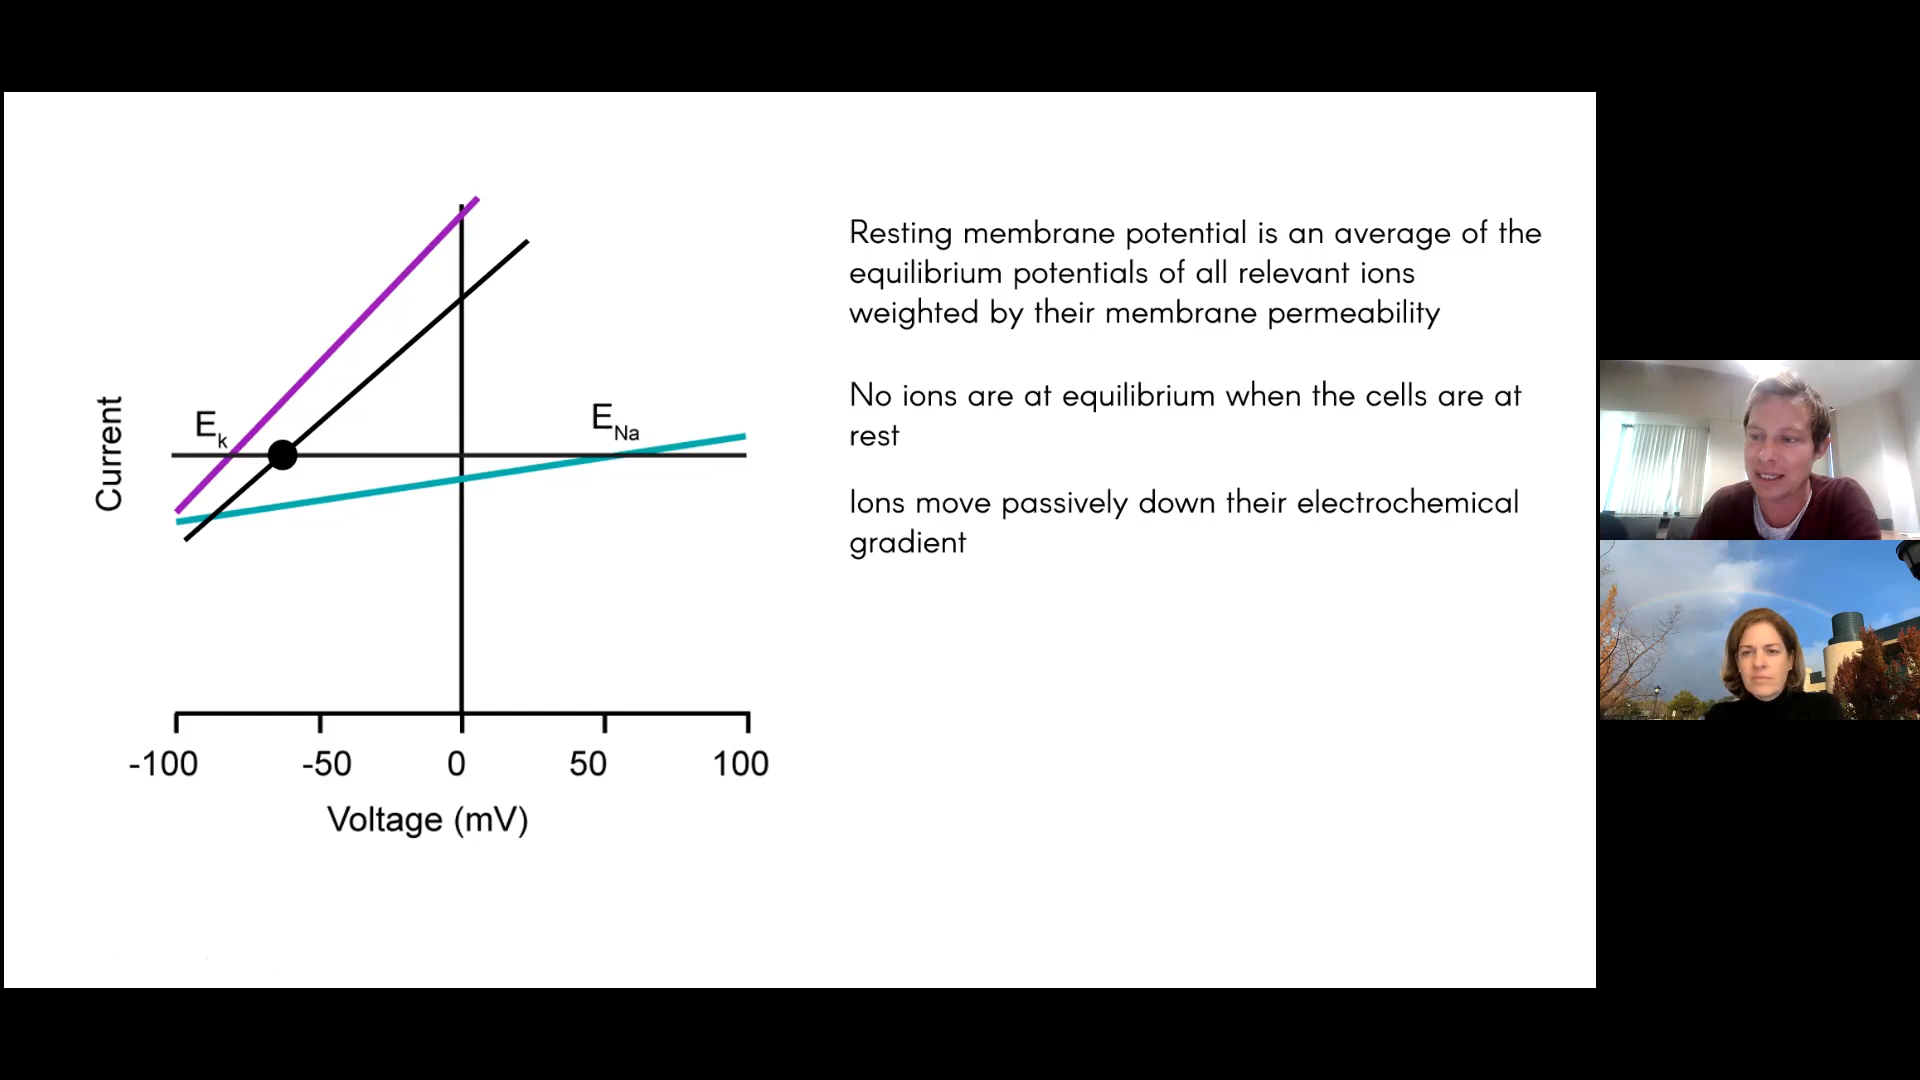 Resting membrane potential is an average of the
equilibrium potentials of all relevant ions
weighted by their membrane permeability
No ions are at equilibrium when the cells are at
rest
Ions move passively down their electrochemical
gradient
Current
Ek
ENa
-100 -50 0 50 100
Voltage (mV)